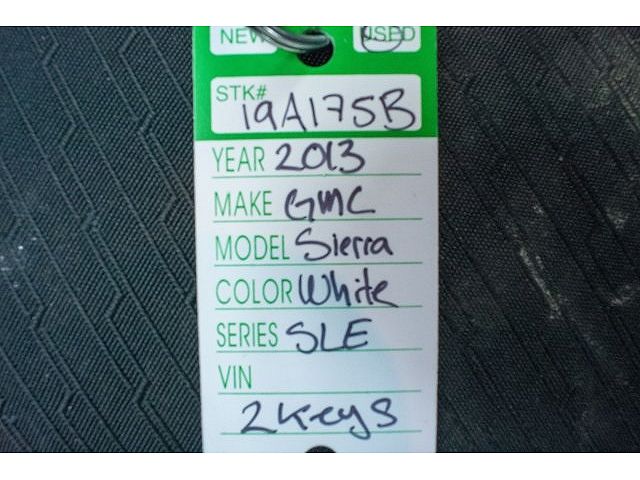 NEW USED
STK# 19A175B
YEAR 2013
MAKE GMC
MODEL Sierra
COLOR White
SERIES SLE
VIN
2 Keys